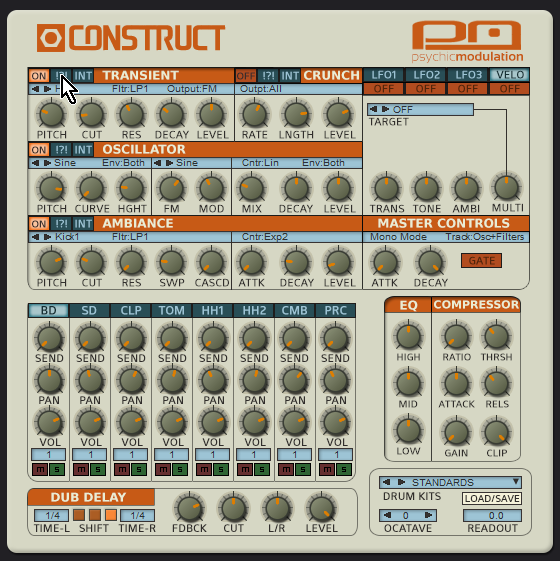 CONSTRUCT
psychicmodulation
ON !?! INT TRANSIENT OFF !?! INT CRUNCH LFO1 LFO2 LFO3 VELO
Fltr:LP1 Output:FM Outpt:All OFF OFF OFF OFF
OFF
TARGET
PITCH CUT RES DECAY LEVEL RATE LNGTH LEVEL
ON !?! INT OSCILLATOR
Sine Env:Both Sine Cntr:Lin Env:Both
PITCH CURVE HGHT FM MOD MIX DECAY LEVEL TRANS TONE AMBI MULTI
ON !?! INT AMBIANCE MASTER CONTROLS
Kick1 Fltr:LP1 Cntr:Exp2 Mono Mode Track:Osc+Filters
GATE
PITCH CUT RES SWP CASCD ATTK DECAY LEVEL ATTK DECAY
BD SD CLP TOM HH1 HH2 CMB PRC
SEND SEND SEND SEND SEND SEND SEND SEND
PAN PAN PAN PAN PAN PAN PAN PAN
VOL VOL VOL VOL VOL VOL VOL VOL
1 1 1 1 1 1 1 1
m s m s m s m s m s m s m s m s
EQ COMPRESSOR
HIGH RATIO THRSH
MID ATTACK RELS
LOW GAIN CLIP
DUB DELAY
1/4 1/4
TIME-L SHIFT TIME-R FDBCK CUT L/R LEVEL
STANDARDS
DRUM KITS LOAD/SAVE
0 0.0
OCATAVE READOUT